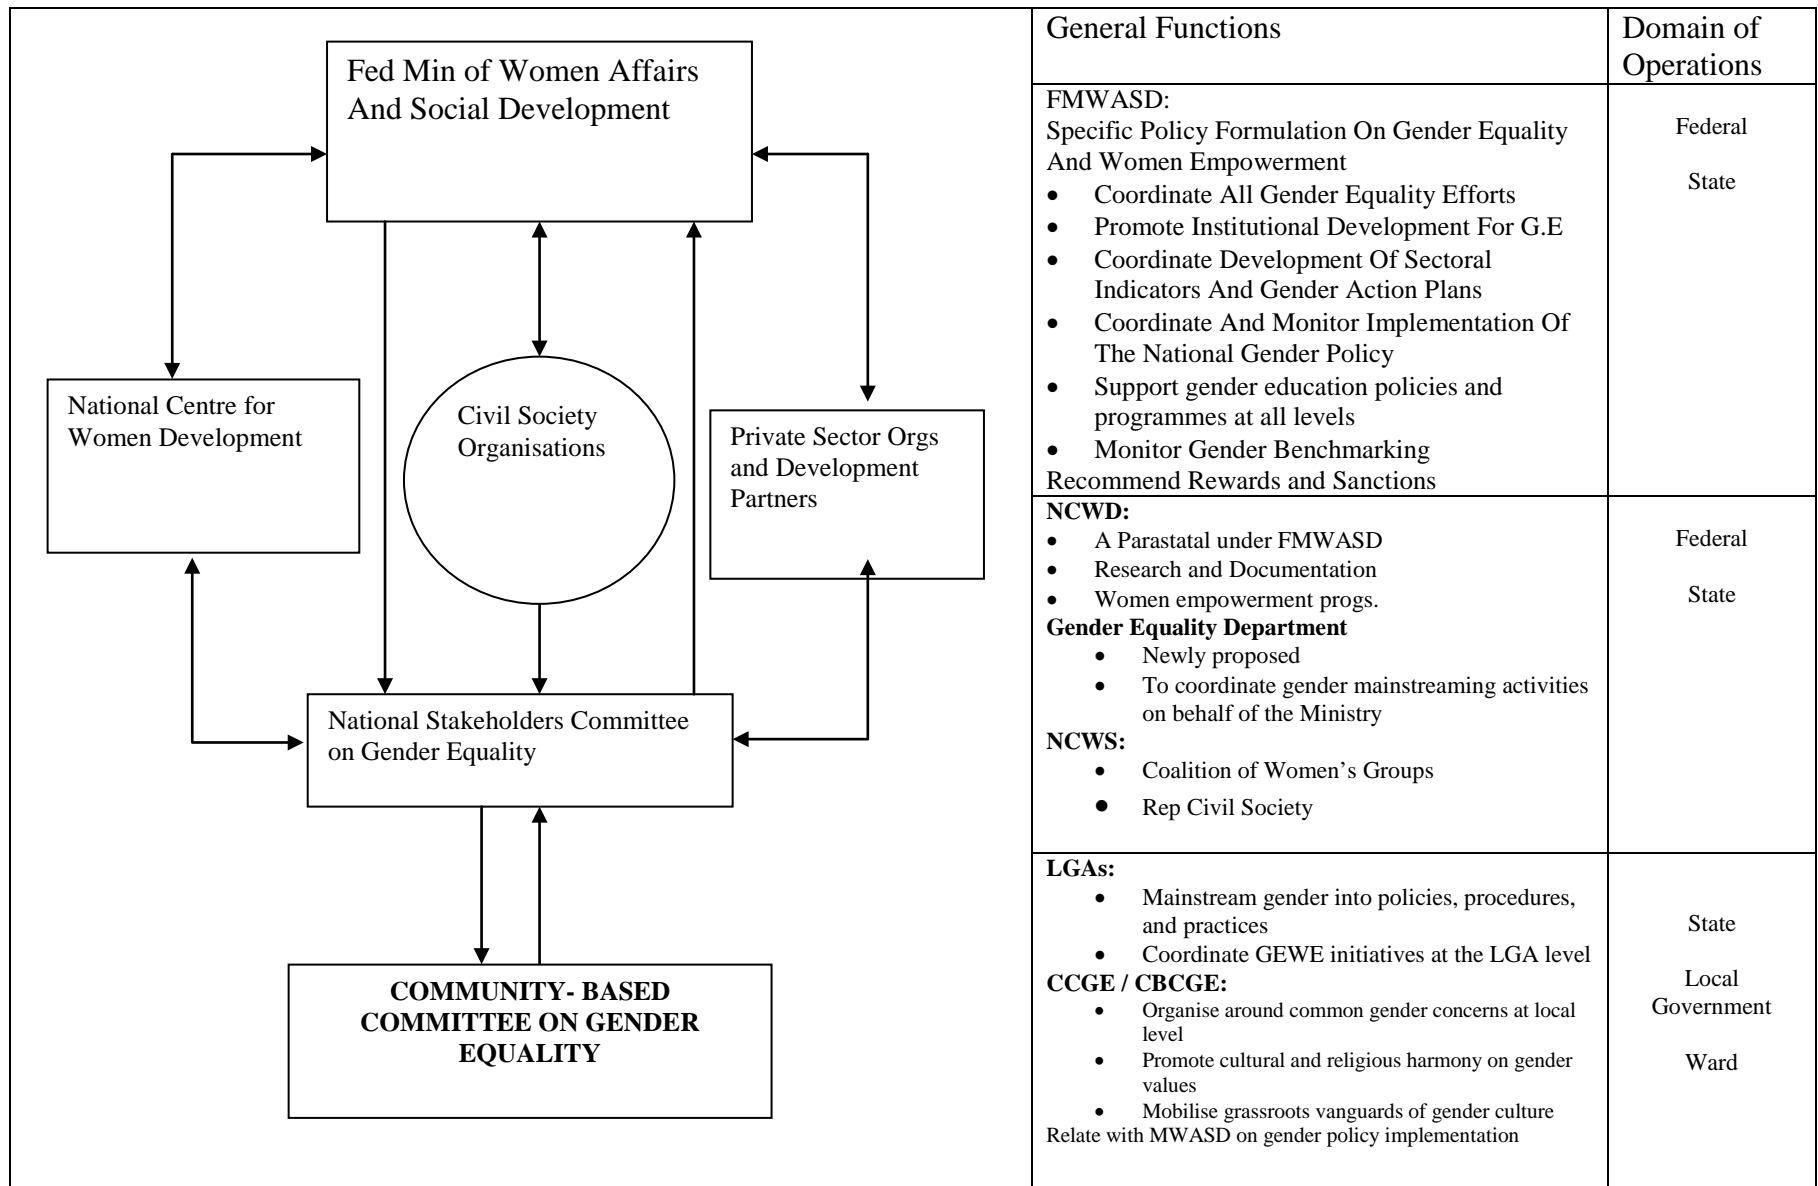 Fed Min of Women Affairs
And Social Development
National Centre for
Women Development
Civil Society
Organisations
Private Sector Orgs
and Development
Partners
National Stakeholders Committee
on Gender Equality
COMMUNITY- BASED
COMMITTEE ON GENDER
EQUALITY
General Functions
Domain of
Operations
FMWASD:
Specific Policy Formulation On Gender Equality
And Women Empowerment
• Coordinate All Gender Equality Efforts
• Promote Institutional Development For G.E
• Coordinate Development Of Sectoral
Indicators And Gender Action Plans
• Coordinate And Monitor Implementation Of
The National Gender Policy
• Support gender education policies and
programmes at all levels
• Monitor Gender Benchmarking
Recommend Rewards and Sanctions
Federal
State
NCWD:
• A Parastatal under FMWASD
• Research and Documentation
• Women empowerment progs.
Gender Equality Department
• Newly proposed
• To coordinate gender mainstreaming activities
on behalf of the Ministry
NCWS:
• Coalition of Women’s Groups
• Rep Civil Society
Federal
State
LGAs:
• Mainstream gender into policies, procedures,
and practices
• Coordinate GEWE initiatives at the LGA level
CCGE / CBCGE:
• Organise around common gender concerns at local
level
• Promote cultural and religious harmony on gender
values
• Mobilise grassroots vanguards of gender culture
Relate with MWASD on gender policy implementation
State
Local
Government
Ward